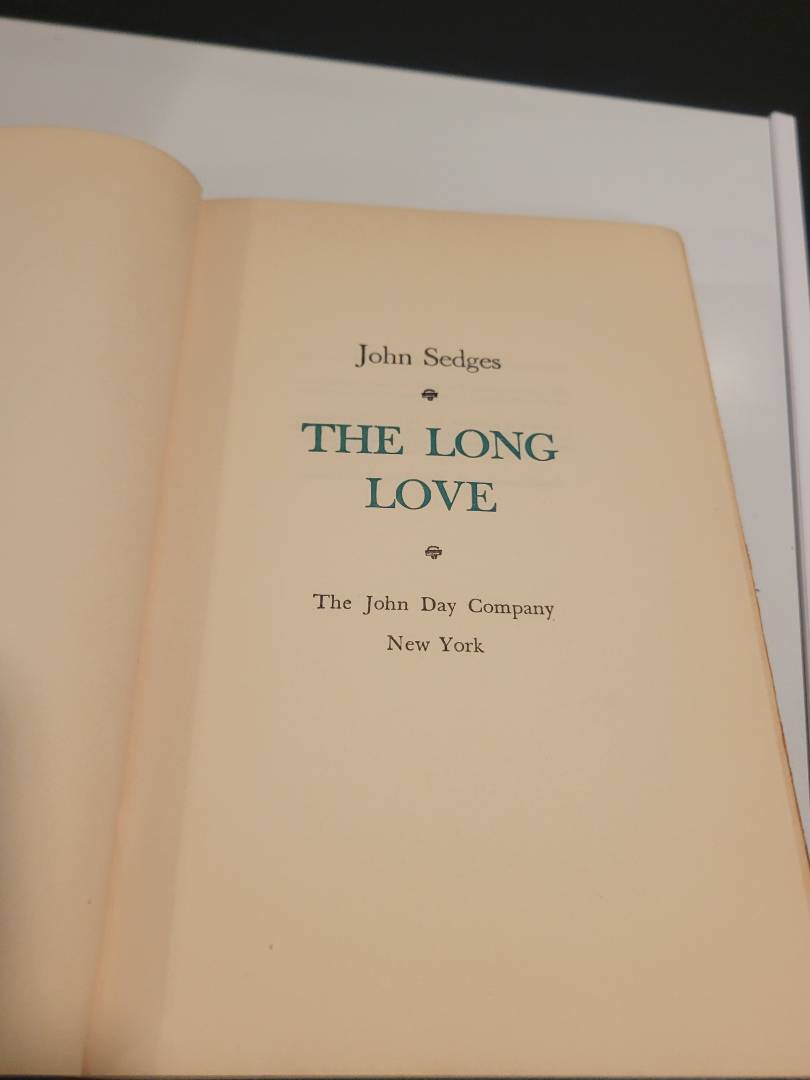 John Sedges
THE LONG
LOVE
The John Day Company
New York